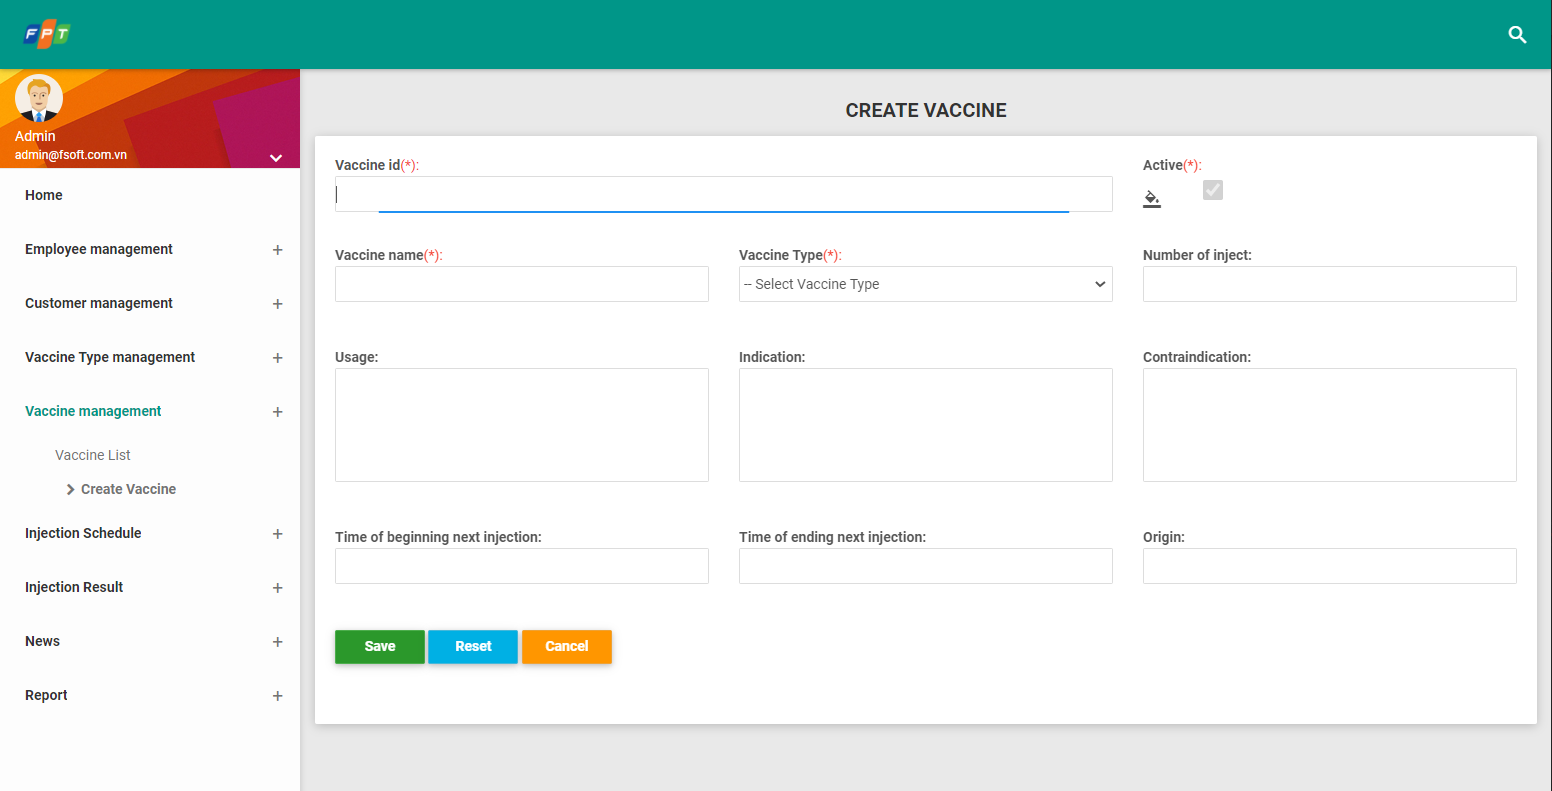 FPT
Admin
admin@fsoft.com.vn
Home
Employee management
Customer management
Vaccine Type management
Vaccine management
Vaccine List
Create Vaccine
Injection Schedule
Injection Result
News
Report
CREATE VACCINE
Vaccine id(*):
Active(*):
Vaccine name(*):
Vaccine Type(*):
Number of inject:
-- Select Vaccine Type
Usage:
Indication:
Contraindication:
Time of beginning next injection:
Time of ending next injection:
Origin:
Save
Reset
Cancel